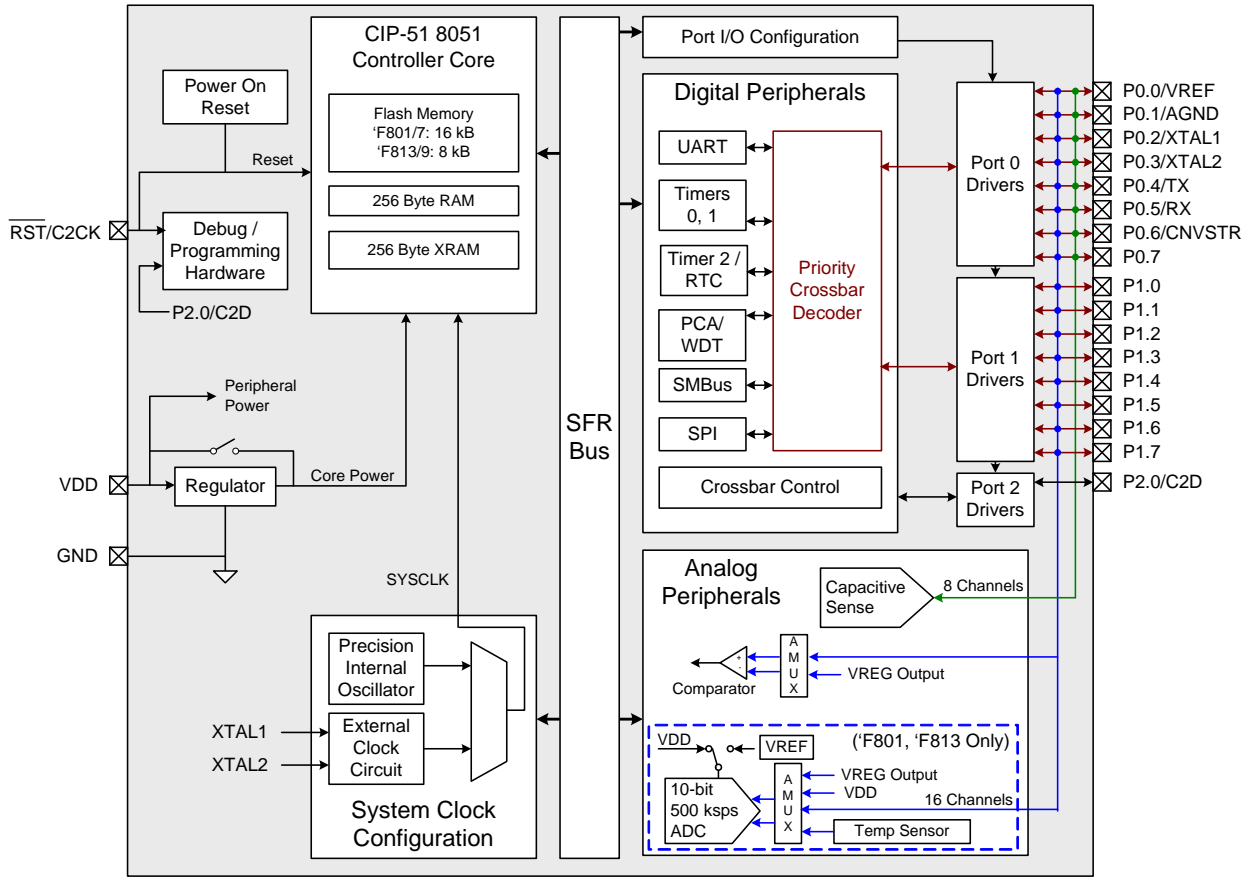 CIP-51 8051
Controller Core
Flash Memory
‘F801/7: 16 kB
‘F813/9: 8 kB
256 Byte RAM
256 Byte XRAM
Power On
Reset
Reset
RST/C2CK
Debug /
Programming
Hardware
P2.0/C2D
Peripheral
Power
VDD
Regulator
Core Power
GND
SYSCLK
Precision
Internal
Oscillator
XTAL1
XTAL2
External
Clock
Circuit
System Clock
Configuration
SFR
Bus
Port I/O Configuration
Digital Peripherals
UART
Timers
0, 1
Timer 2 /
RTC
PCA/
WDT
SMBus
SPI
Priority
Crossbar
Decoder
Crossbar Control
Port 0
Drivers
Port 1
Drivers
Port 2
Drivers
P0.0/VREF
P0.1/AGND
P0.2/XTAL1
P0.3/XTAL2
P0.4/TX
P0.5/RX
P0.6/CNVSTR
P0.7
P1.0
P1.1
P1.2
P1.3
P1.4
P1.5
P1.6
P1.7
P2.0/C2D
Analog
Peripherals
Capacitive
Sense
8 Channels
+
-
Comparator
AMUX
VREG Output
(‘F801, ‘F813 Only)
VDD
VREF
10-bit
500 ksps
ADC
AMUX
VREG Output
VDD
16 Channels
Temp Sensor